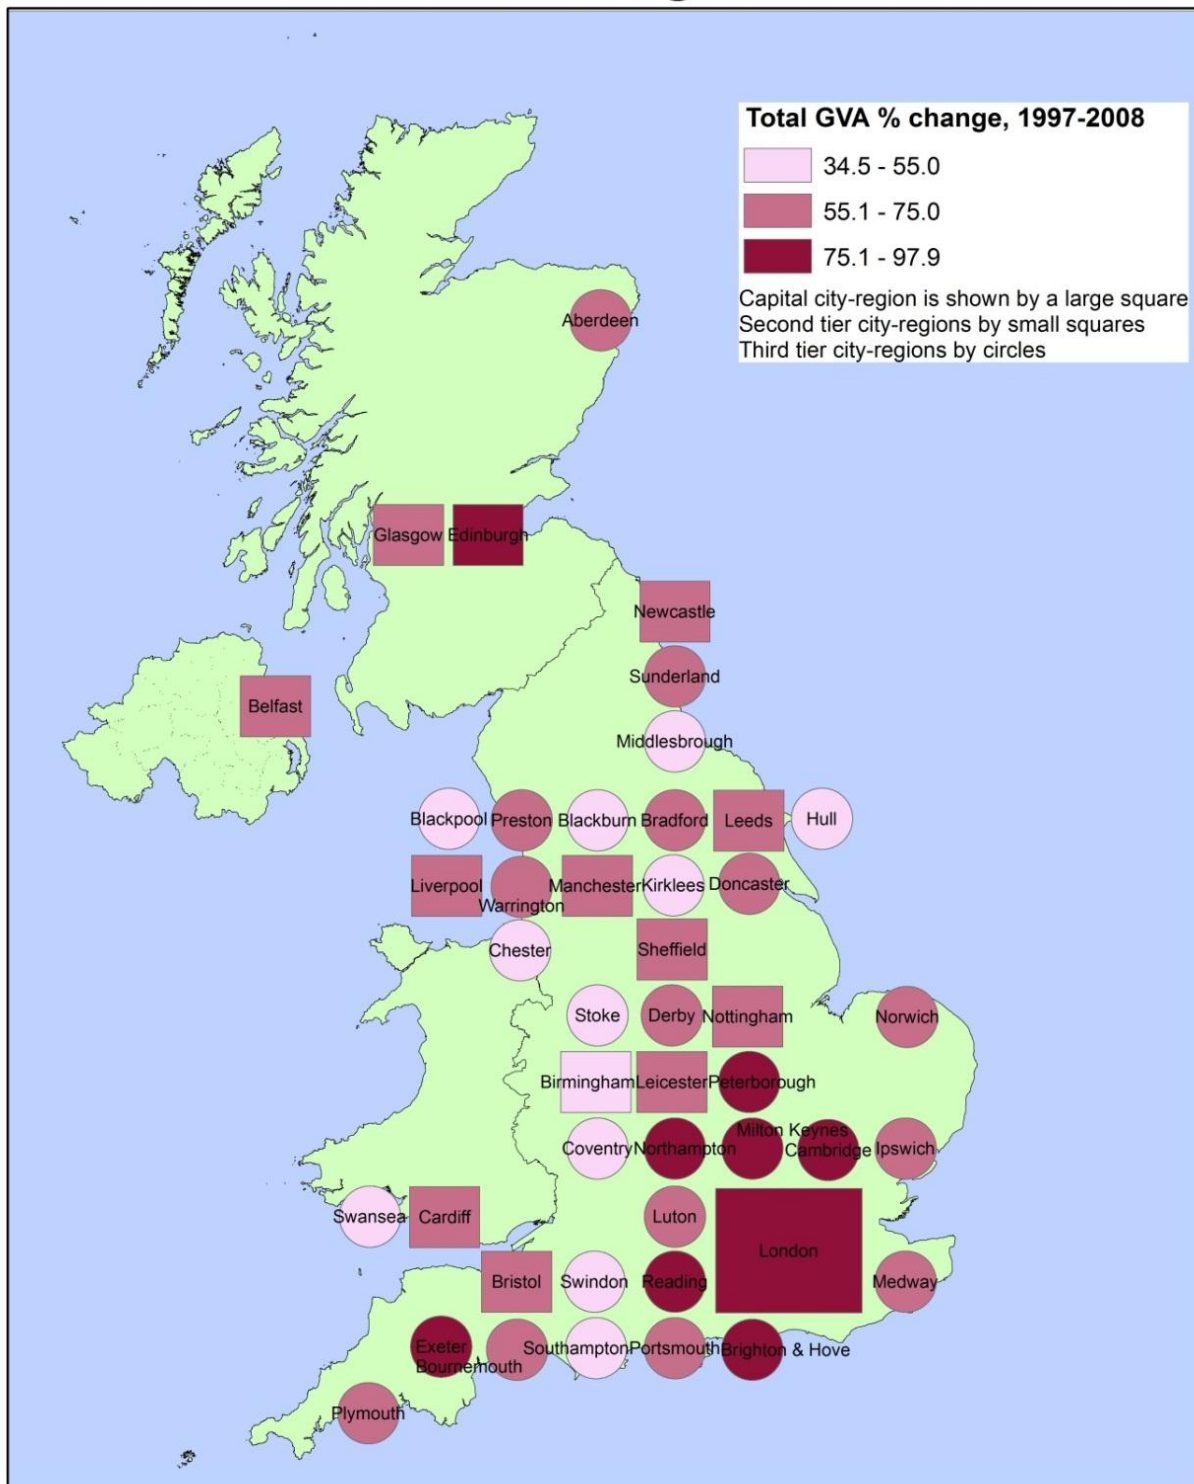 Total GVA % change, 1997-2008
34.5 - 55.0
55.1 - 75.0
75.1 - 97.9
Capital city-region is shown by a large square
Second tier city-regions by small squares
Third tier city-regions by circles
Aberdeen
Glasgow
Edinburgh
Newcastle
Sunderland
Belfast
Middlesbrough
Blackpool
Preston
Blackburn
Bradford
Leeds
Hull
Liverpool
Warrington
Manchester
Kirklees
Doncaster
Chester
Sheffield
Stoke
Derby
Nottingham
Norwich
Birmingham
Leicester
Peterborough
Coventry
Northampton
Milton Keynes
Cambridge
Ipswich
Swansea
Cardiff
Luton
London
Bristol
Swindon
Reading
Medway
Exeter
Bournemouth
Southampton
Portsmouth
Brighton & Hove
Plymouth